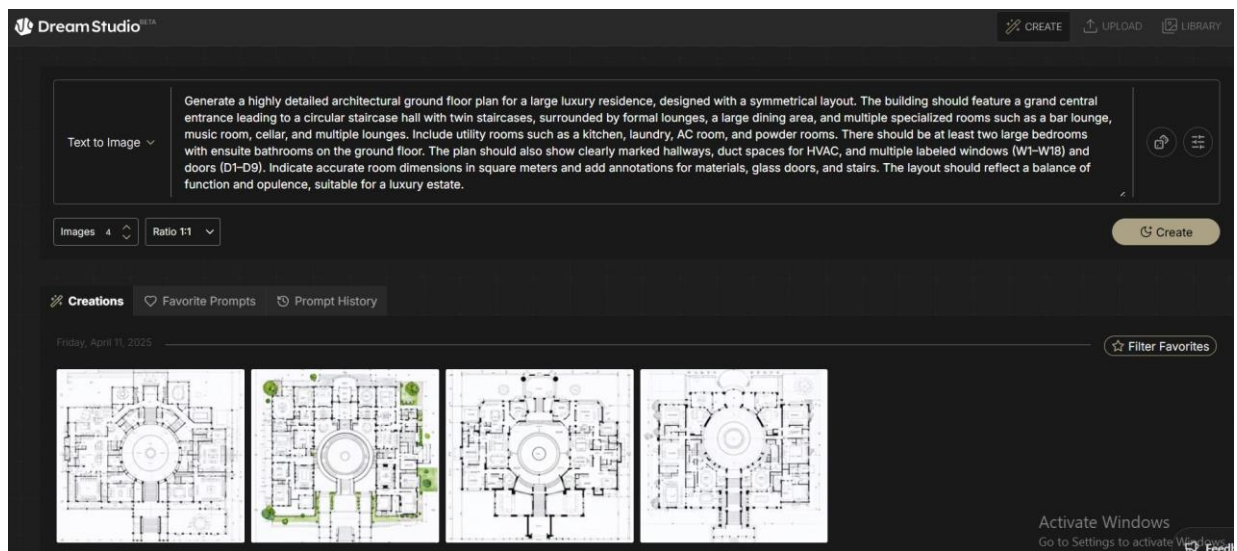 Dream Studio BETA
CREATE
UPLOAD
LIBRARY
Text to Image
Generate a highly detailed architectural ground floor plan for a large luxury residence, designed with a symmetrical layout. The building should feature a grand central
entrance leading to a circular staircase hall with twin staircases, surrounded by formal lounges, a large dining area, and multiple specialized rooms such as a bar lounge,
music room, cellar, and multiple lounges. Include utility rooms such as a kitchen, laundry, AC room, and powder rooms. There should be at least two large bedrooms
with ensuite bathrooms on the ground floor. The plan should also show clearly marked hallways, duct spaces for HVAC, and multiple labeled windows (W1–W18) and
doors (D1–D9). Indicate accurate room dimensions in square meters and add annotations for materials, glass doors, and stairs. The layout should reflect a balance of
function and opulence, suitable for a luxury estate.
Images 4
Ratio 1:1
Create
Creations
Favorite Prompts
Prompt History
Friday, April 11, 2025
Filter Favorites
Activate Windows
Go to Settings to activate Windows.